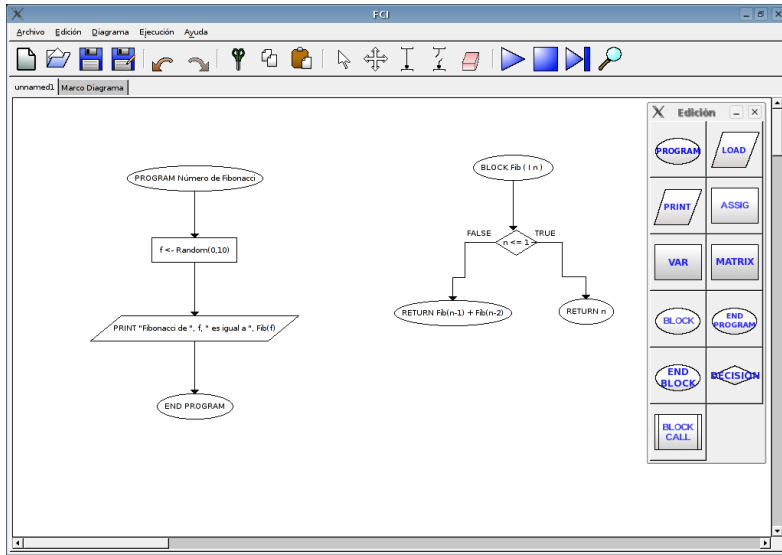 FCI
Archivo Edición Diagrama Ejecución Ayuda
unnamed1 Marco Diagrama
PROGRAM Número de Fibonacci
f <- Random(0,10)
PRINT "Fibonacci de ", f, " es igual a ", Fib(f)
END PROGRAM
BLOCK Fib ( I n )
FALSE
TRUE
n <= 1
RETURN Fib(n-1) + Fib(n-2)
RETURN n
Edición
PROGRAM
LOAD
PRINT
ASSIG
VAR
MATRIX
BLOCK
END
PROGRAM
END
BLOCK
DECISION
BLOCK
CALL